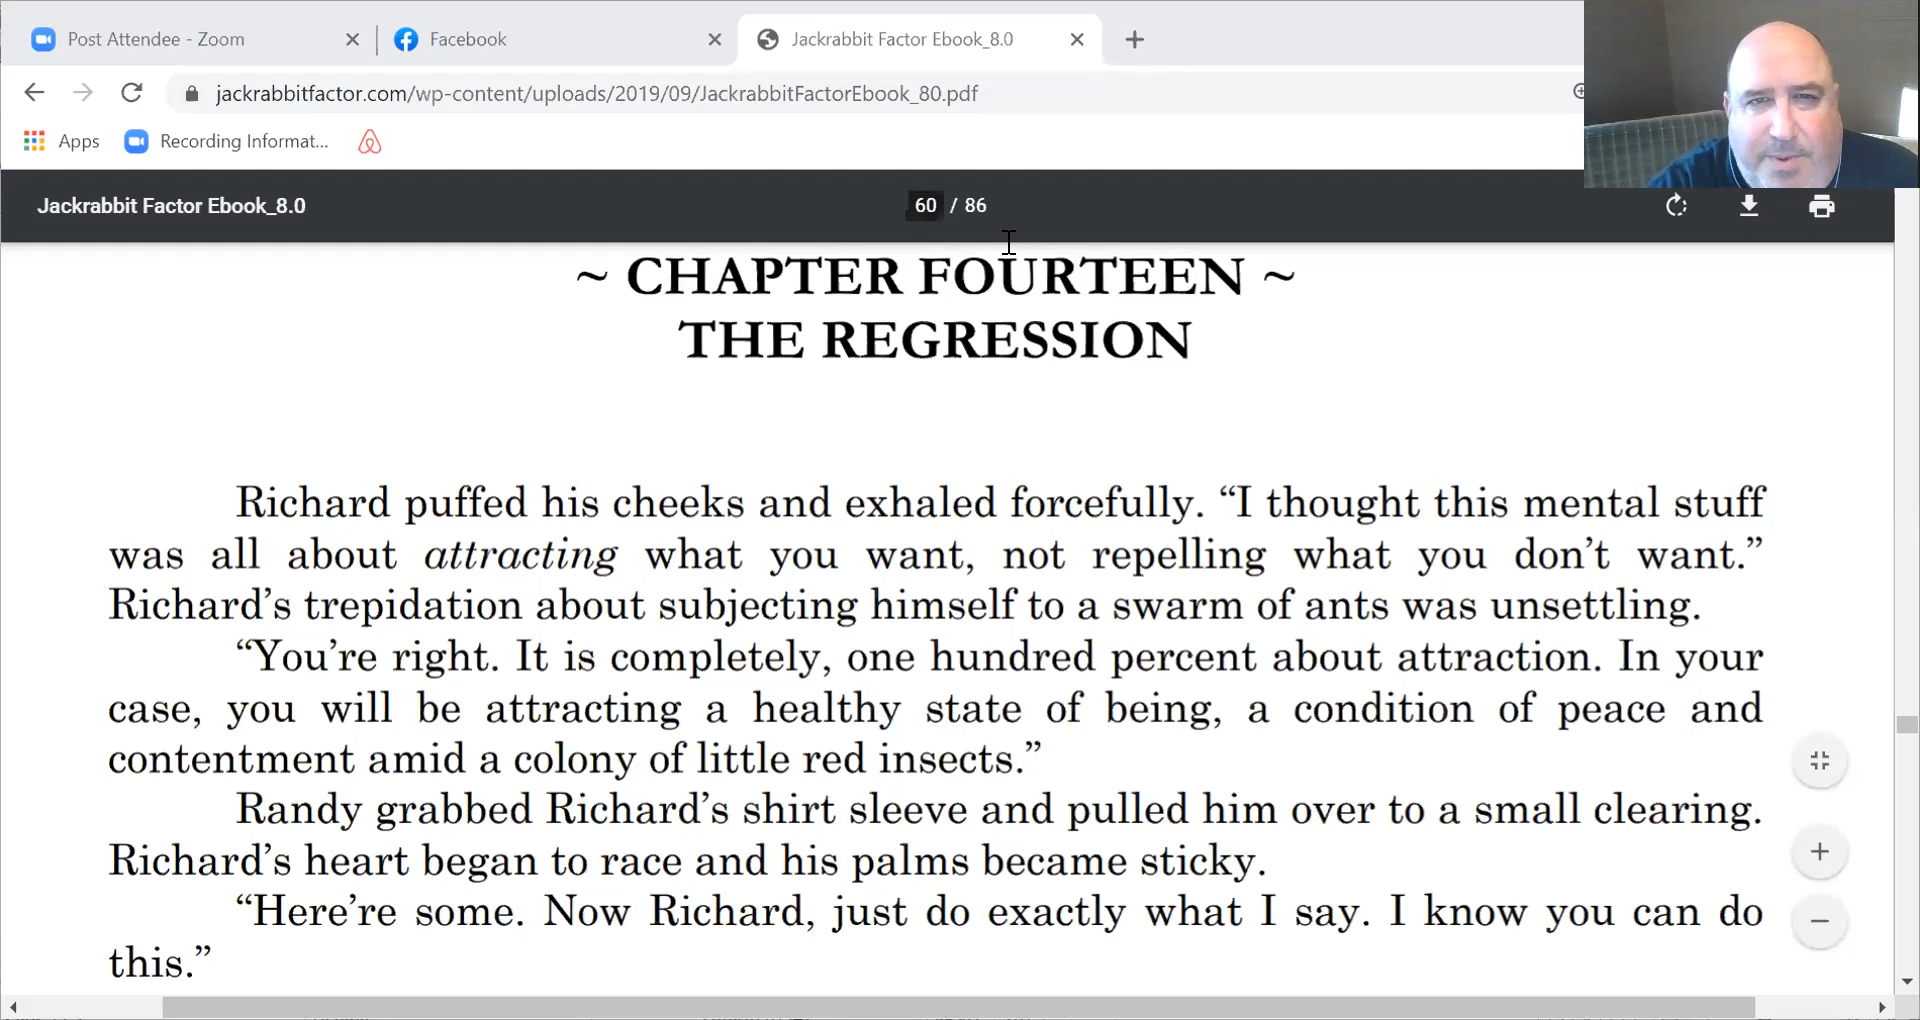 Post Attendee - Zoom
Facebook
Jackrabbit Factor Ebook_8.0
jackrabbitfactor.com/wp-content/uploads/2019/09/JackrabbitFactorEbook_80.pdf
Apps
Recording Informat...
Jackrabbit Factor Ebook_8.0
60 / 86
~ CHAPTER FOURTEEN ~
THE REGRESSION
Richard puffed his cheeks and exhaled forcefully. “I thought this mental stuff
was all about attracting what you want, not repelling what you don’t want.”
Richard’s trepidation about subjecting himself to a swarm of ants was unsettling.
“You’re right. It is completely, one hundred percent about attraction. In your
case, you will be attracting a healthy state of being, a condition of peace and
contentment amid a colony of little red insects.”
Randy grabbed Richard’s shirt sleeve and pulled him over to a small clearing.
Richard’s heart began to race and his palms became sticky.
“Here’re some. Now Richard, just do exactly what I say. I know you can do
this.”